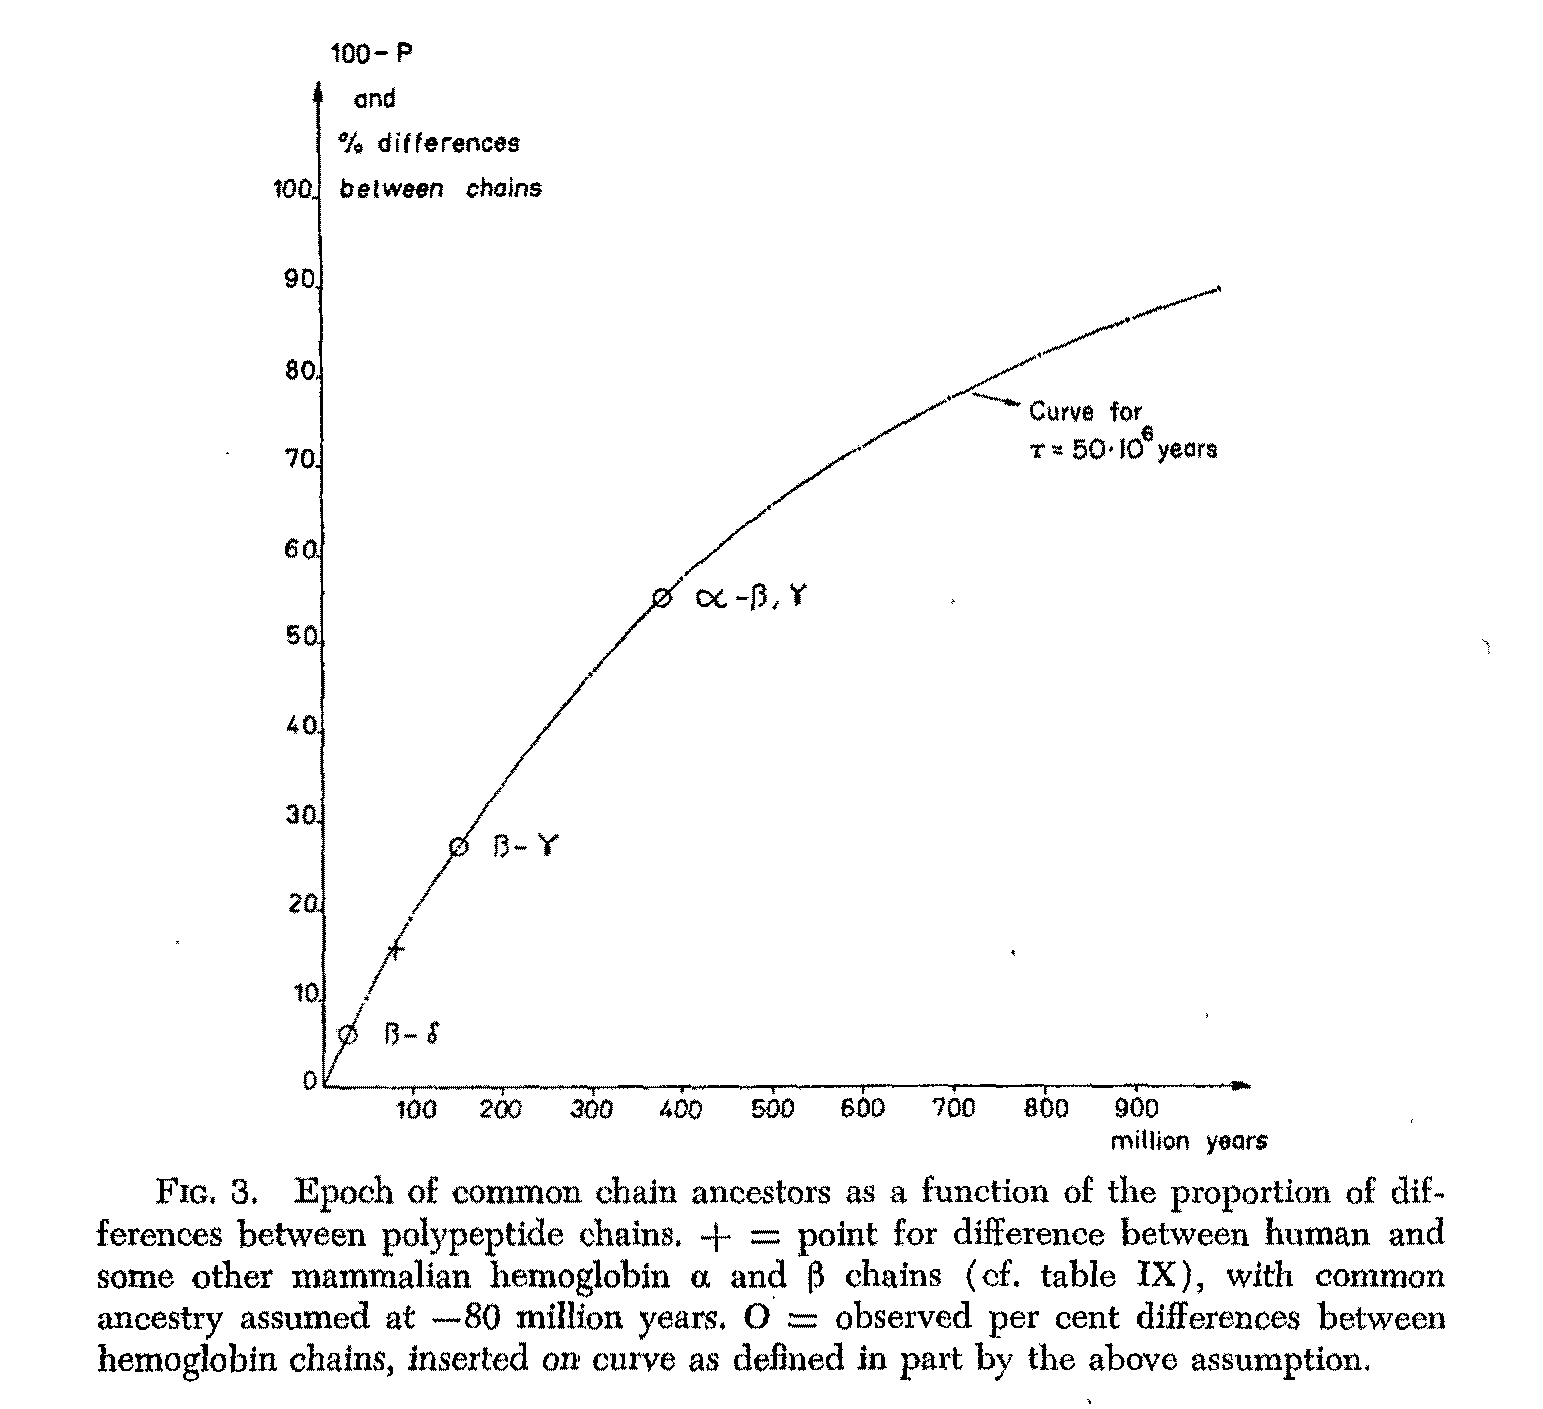 100-P
and
% differences
between chains
100
90
80
70
60
50
40
30
20
10
0
Curve for
τ = 50·10⁶ years
α-β, γ
β-γ
β-δ
100 200 300 400 500 600 700 800 900
million years
FIG. 3. Epoch of common chain ancestors as a function of the proportion of dif-
ferences between polypeptide chains. + = point for difference between human and
some other mammalian hemoglobin α and β chains (cf. table IX), with common
ancestry assumed at —80 million years. O = observed per cent differences between
hemoglobin chains, inserted on curve as defined in part by the above assumption.